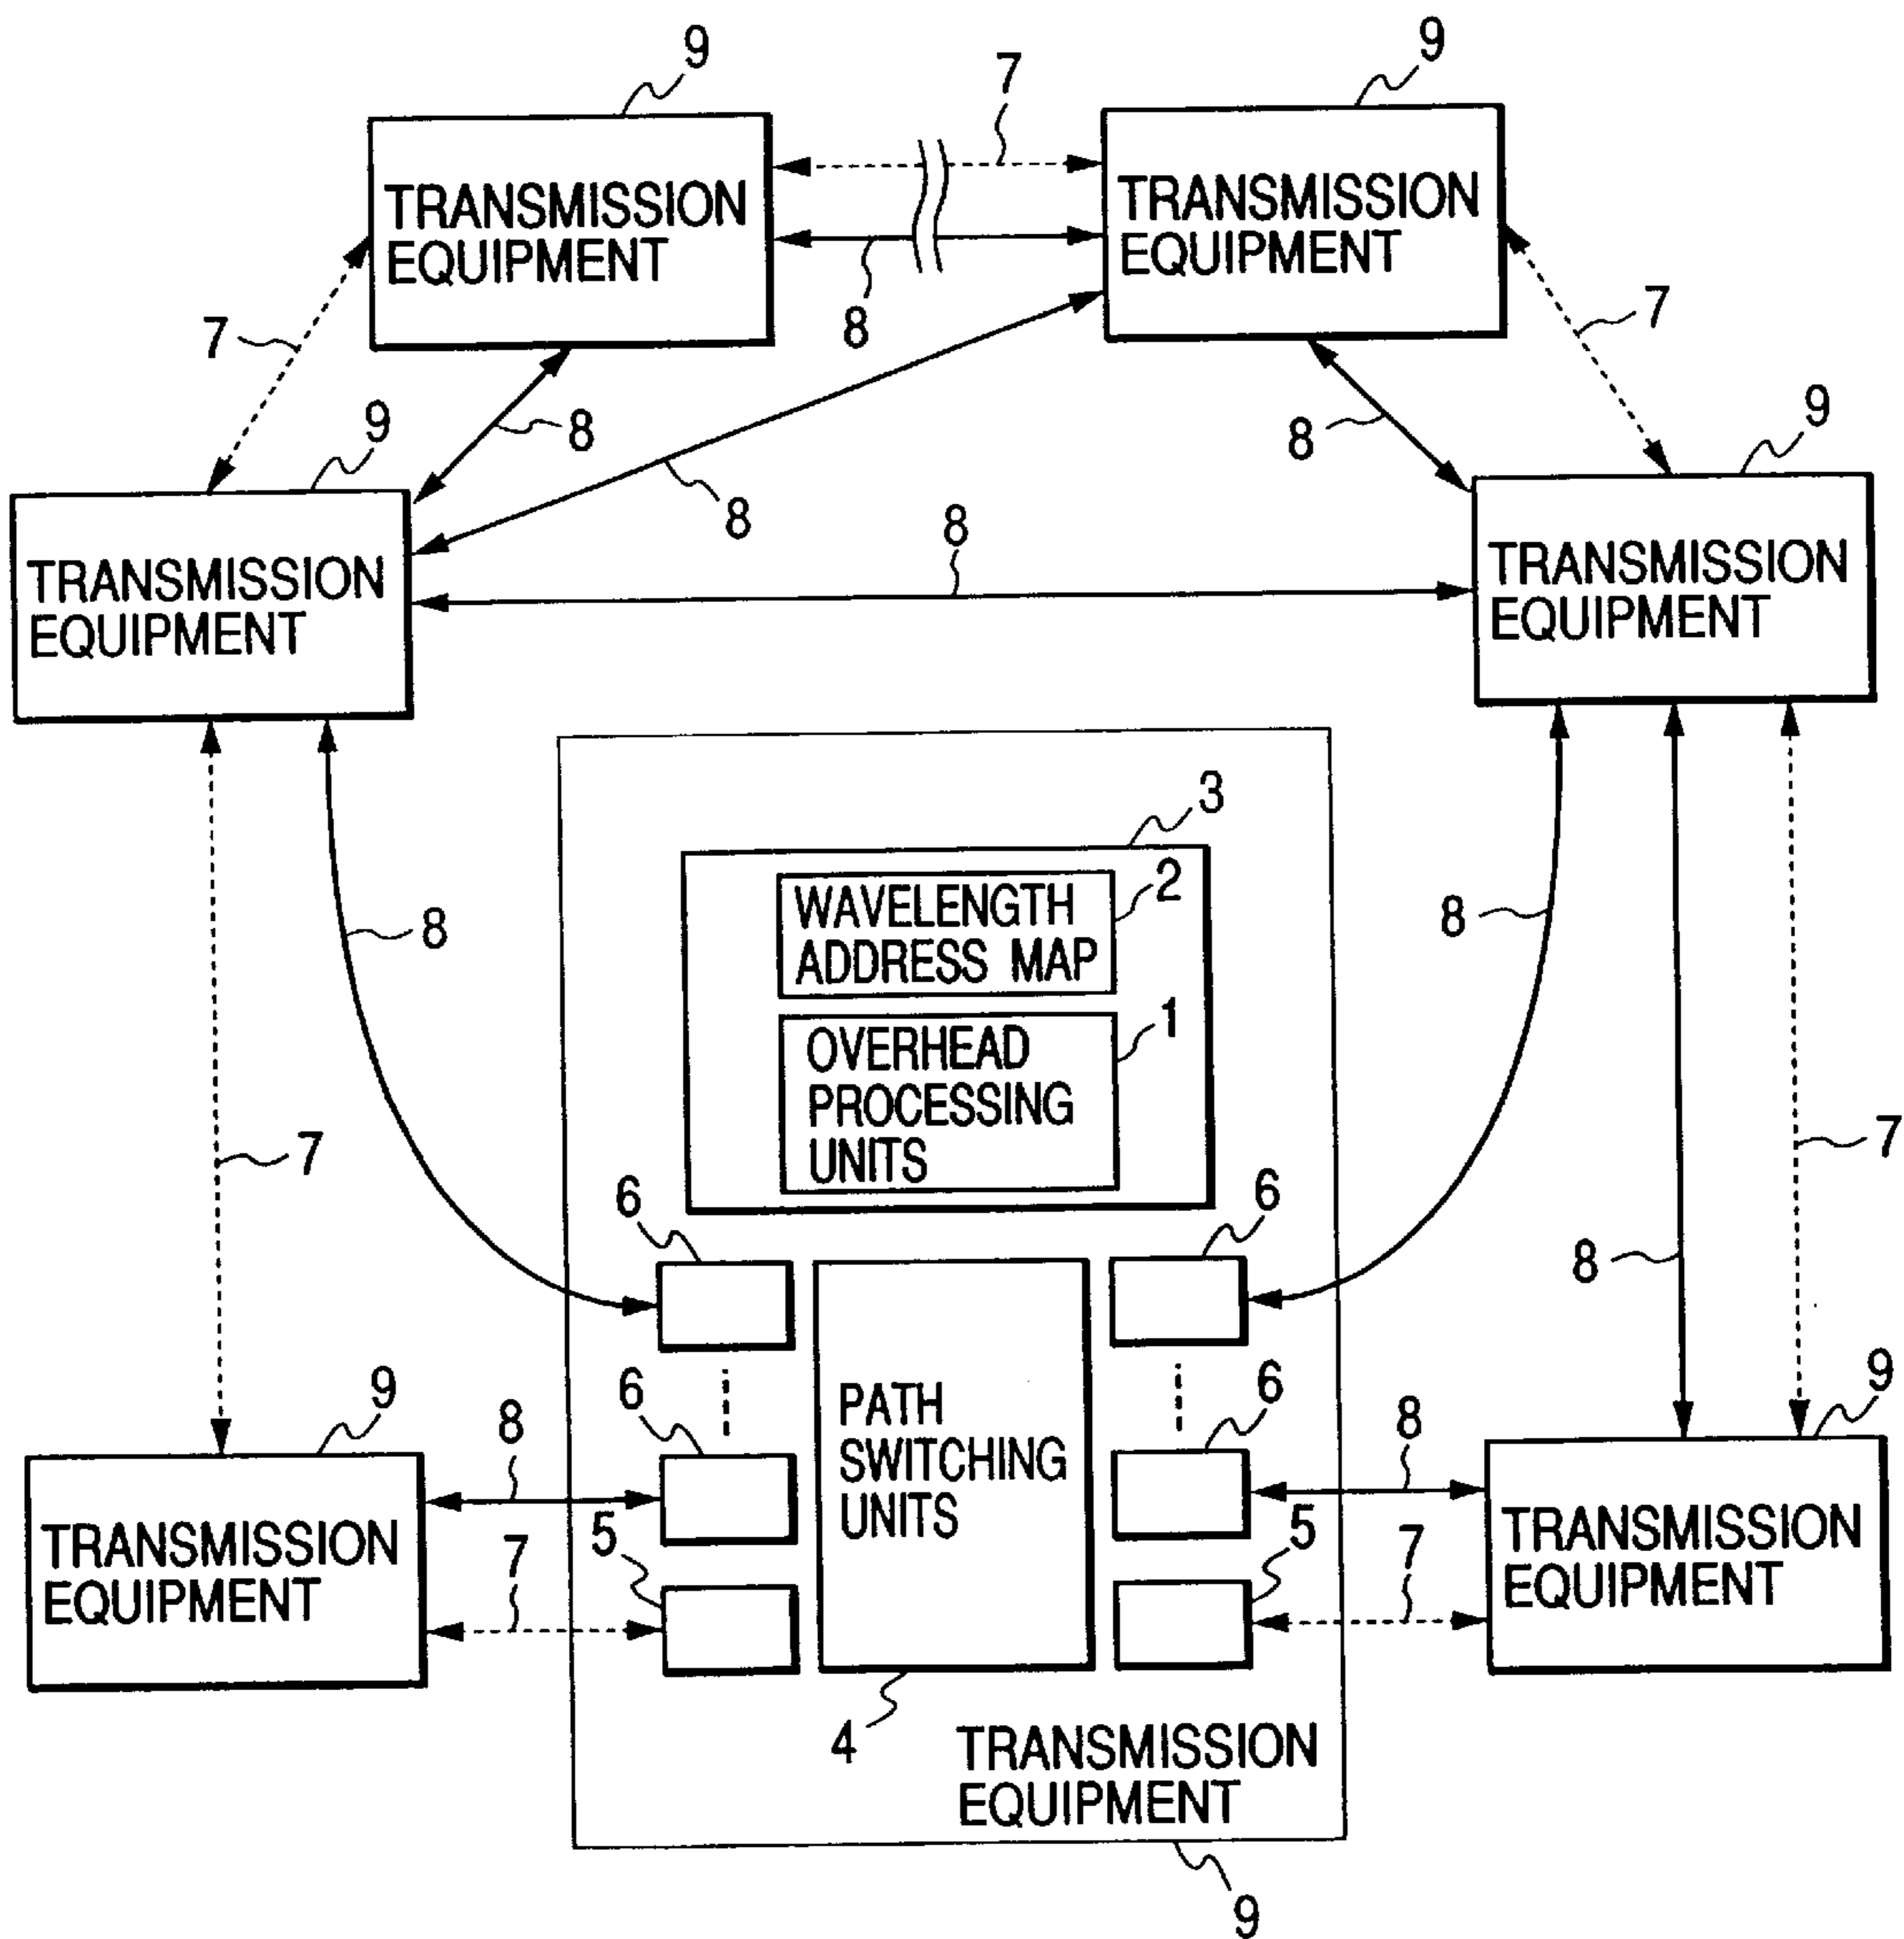 9
9
7
TRANSMISSION
EQUIPMENT
TRANSMISSION
EQUIPMENT
7
8
7
9
8
8
9
8
8
TRANSMISSION
EQUIPMENT
TRANSMISSION
EQUIPMENT
3
2
WAVELENGTH
ADDRESS MAP
8
8
1
OVERHEAD
PROCESSING
UNITS
7
7
6
6
8
9
8
6
PATH
SWITCHING
UNITS
6
8
9
TRANSMISSION
EQUIPMENT
7
5
5
7
TRANSMISSION
EQUIPMENT
4
TRANSMISSION
EQUIPMENT
9